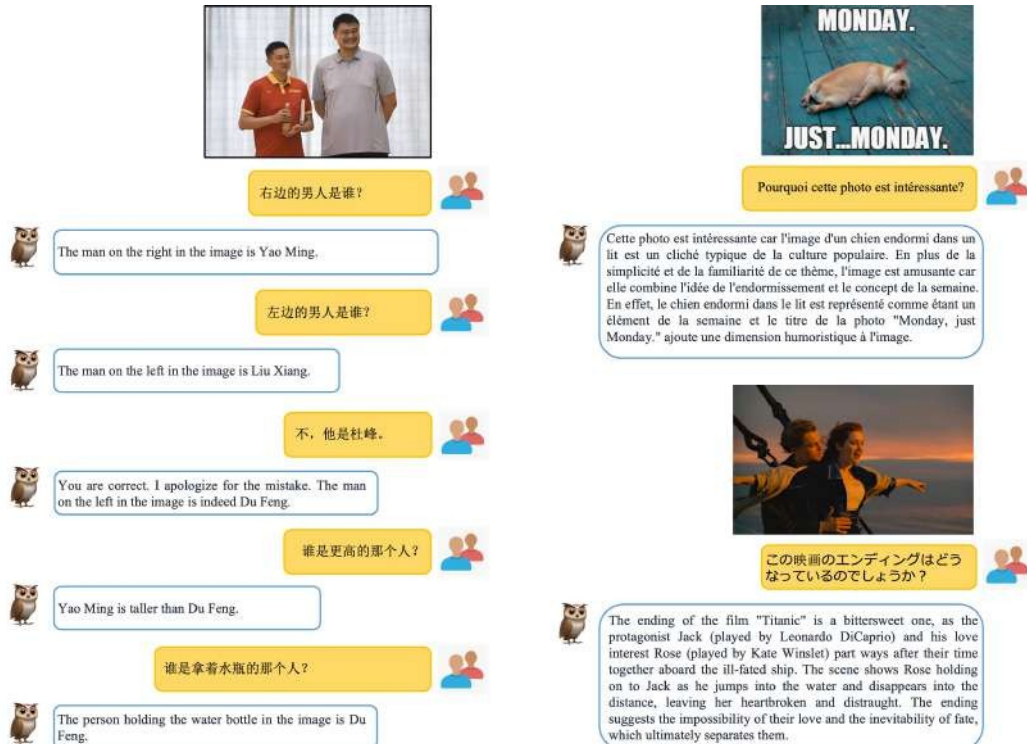 右边的男人是谁？
The man on the right in the image is Yao Ming.
左边的男人是谁？
The man on the left in the image is Liu Xiang.
不，他是杜峰。
You are correct. I apologize for the mistake. The man
on the left in the image is indeed Du Feng.
谁是更高的那个人？
Yao Ming is taller than Du Feng.
谁是拿着水瓶的那个人？
The person holding the water bottle in the image is Du
Feng.
MONDAY.
JUST...MONDAY.
Pourquoi cette photo est intéressante?
Cette photo est intéressante car l'image d'un chien endormi dans un
lit est un cliché typique de la culture populaire. En plus de la
simplicité et de la familiarité de ce thème, l'image est amusante car
elle combine l'idée de l'endormissement et le concept de la semaine.
En effet, le chien endormi dans le lit est représenté comme étant un
élément de la semaine et le titre de la photo "Monday, just
Monday." ajoute une dimension humoristique à l'image.
この映画のエンディングはどう
なっているのでしょうか？
The ending of the film "Titanic" is a bittersweet one, as the
protagonist Jack (played by Leonardo DiCaprio) and his love
interest Rose (played by Kate Winslet) part ways after their time
together aboard the ill-fated ship. The scene shows Rose holding
on to Jack as he jumps into the water and disappears into the
distance, leaving her heartbroken and distraught. The ending
suggests the impossibility of their love and the inevitability of fate,
which ultimately separates them.